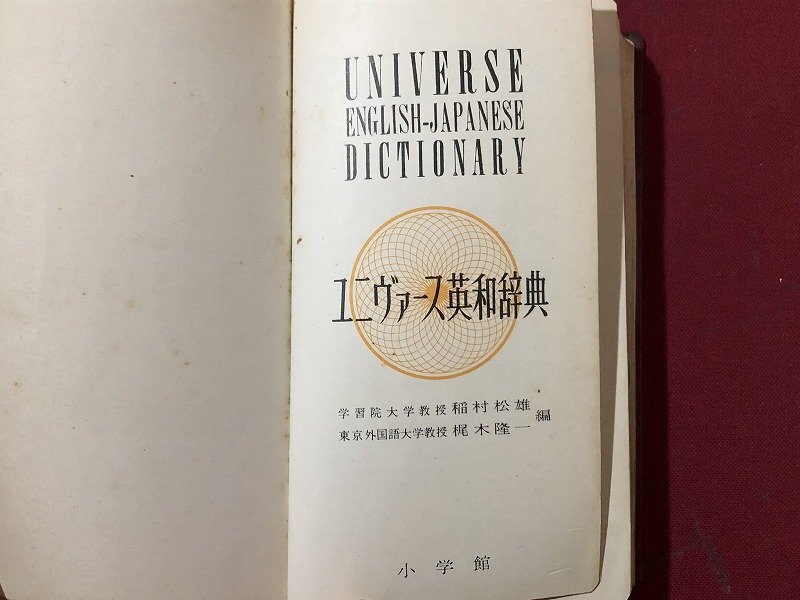 UNIVERSE
ENGLISH-JAPANESE
DICTIONARY
ユニヴァース英和辞典
学習院大学教授 稲村松雄
東京外国語大学教授 梶木隆一 編
小学館